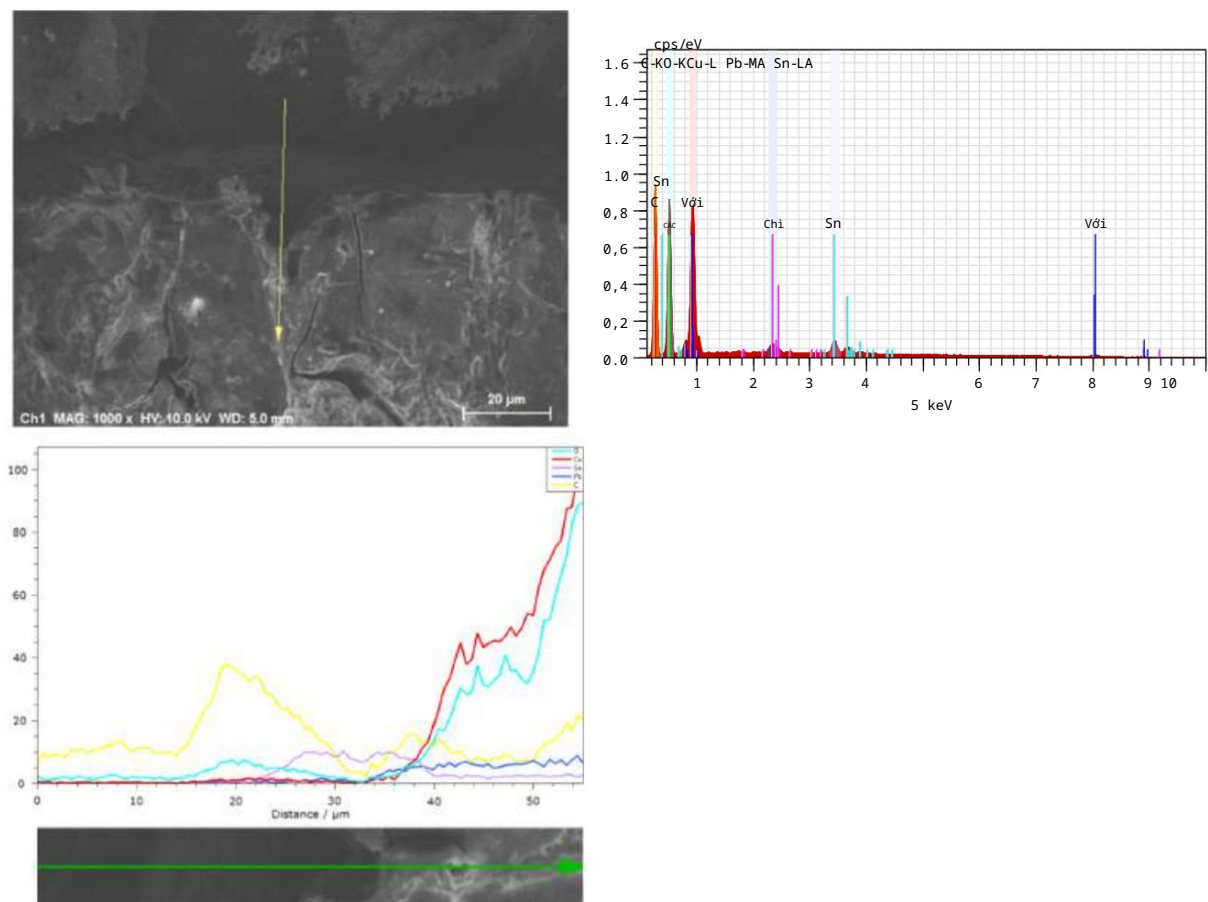 Ch1 MAG: 1000 x HV: 10.0 kV WD: 5.0 mm
20 µm
cps/eV
C-KO-KCu-L Pb-MA Sn-LA
1.6
1.4
1.2
1.0
0,8
0,6
0,4
0,2
0.0
Sn
C
Với
Chì
Sn
Với
1 2 3 4 6 7 8 9 10
5 keV
100
80
60
40
20
0
0 10 20 30 40 50
Distance / µm
O
Cu
Sn
Pb
C